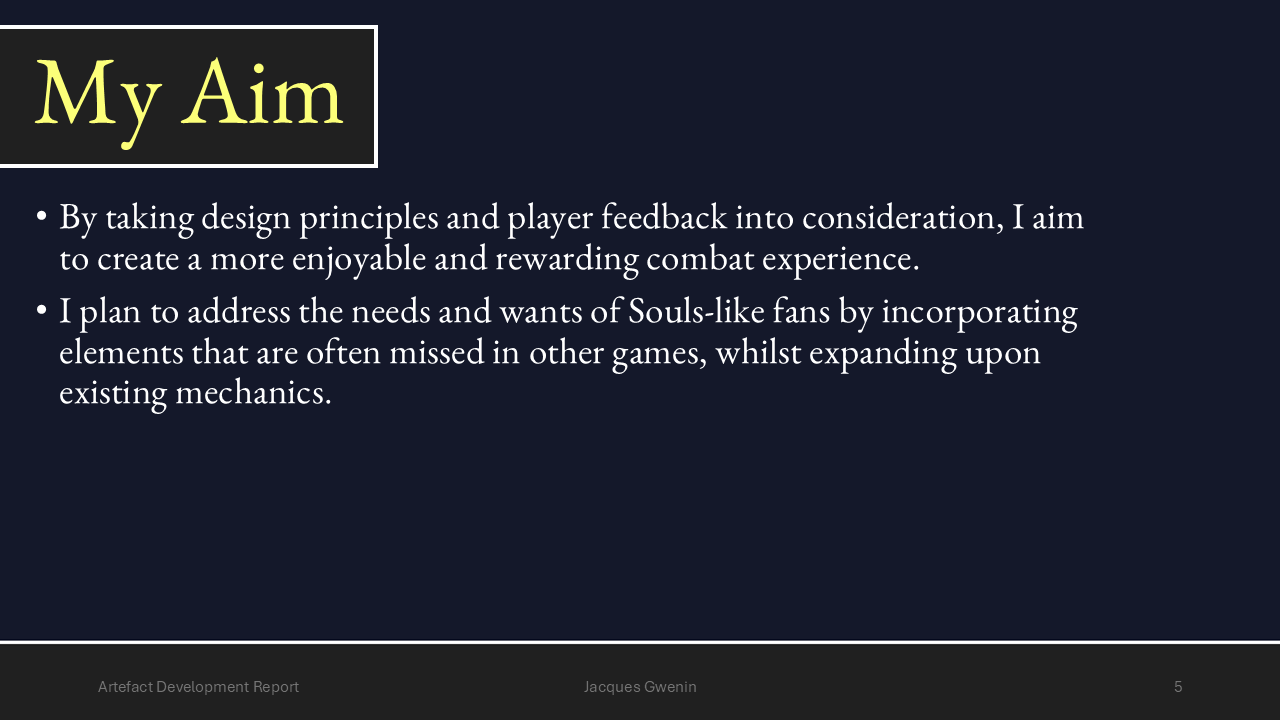 My Aim
• By taking design principles and player feedback into consideration, I aim
to create a more enjoyable and rewarding combat experience.
• I plan to address the needs and wants of Souls-like fans by incorporating
elements that are often missed in other games, whilst expanding upon
existing mechanics.
Artefact Development Report
Jacques Gwenin
5